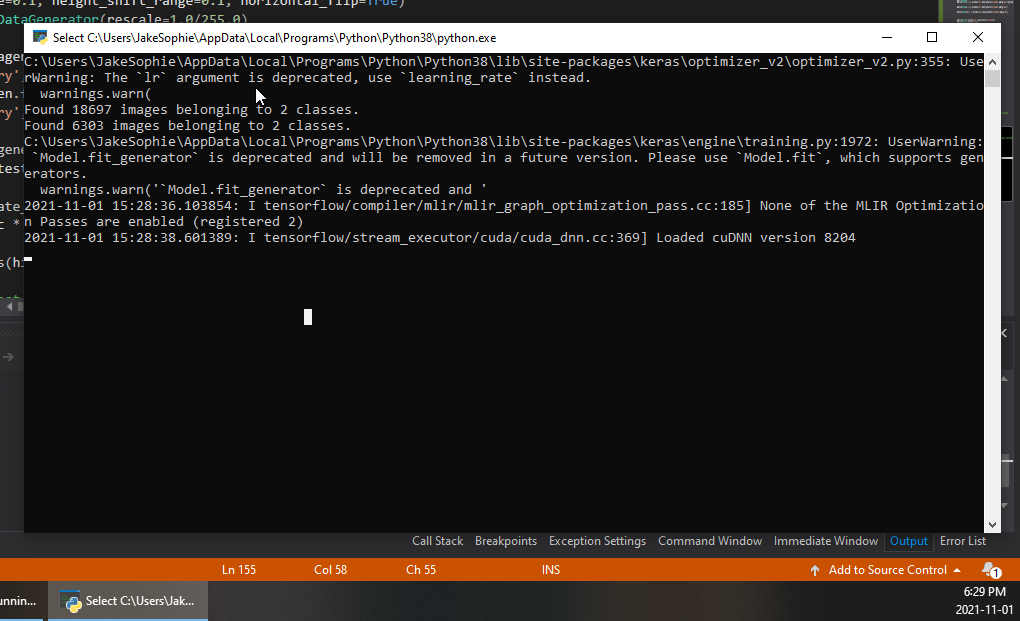 =0.1, height_shift_range=0.1, horizontal_flip=True)
DataGenerator(rescale=1.0/255.0)
Select C:\Users\JakeSophie\AppData\Local\Programs\Python\Python38\python.exe
C:\Users\JakeSophie\AppData\Local\Programs\Python\Python38\lib\site-packages\keras\optimizer_v2\optimizer_v2.py:355: Use
rWarning: The `lr` argument is deprecated, use `learning_rate` instead.
warnings.warn(
Found 18697 images belonging to 2 classes.
Found 6303 images belonging to 2 classes.
C:\Users\JakeSophie\AppData\Local\Programs\Python\Python38\lib\site-packages\keras\engine\training.py:1972: UserWarning:
`Model.fit_generator` is deprecated and will be removed in a future version. Please use `Model.fit`, which supports gen
erators.
warnings.warn('`Model.fit_generator` is deprecated and '
2021-11-01 15:28:36.103854: I tensorflow/compiler/mlir/mlir_graph_optimization_pass.cc:185] None of the MLIR Optimizatio
n Passes are enabled (registered 2)
2021-11-01 15:28:38.601389: I tensorflow/stream_executor/cuda/cuda_dnn.cc:369] Loaded cuDNN version 8204
Call Stack Breakpoints Exception Settings Command Window Immediate Window Output Error List
Ln 155 Col 58 Ch 55 INS Add to Source Control 1
unnin... Select C:\Users\Jak... 6:29 PM
2021-11-01